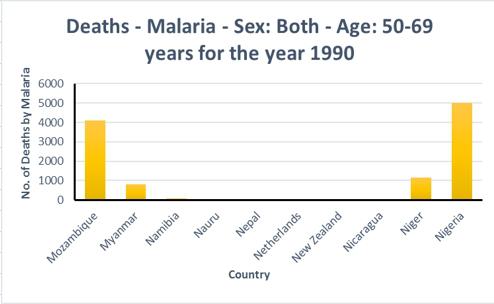 Deaths - Malaria - Sex: Both - Age: 50-69
years for the year 1990
No. of Deaths by Malaria
6000
5000
4000
3000
2000
1000
0
Mozambique
Myanmar
Namibia
Nauru
Nepal
Netherlands
New Zealand
Nicaragua
Niger
Nigeria
Country